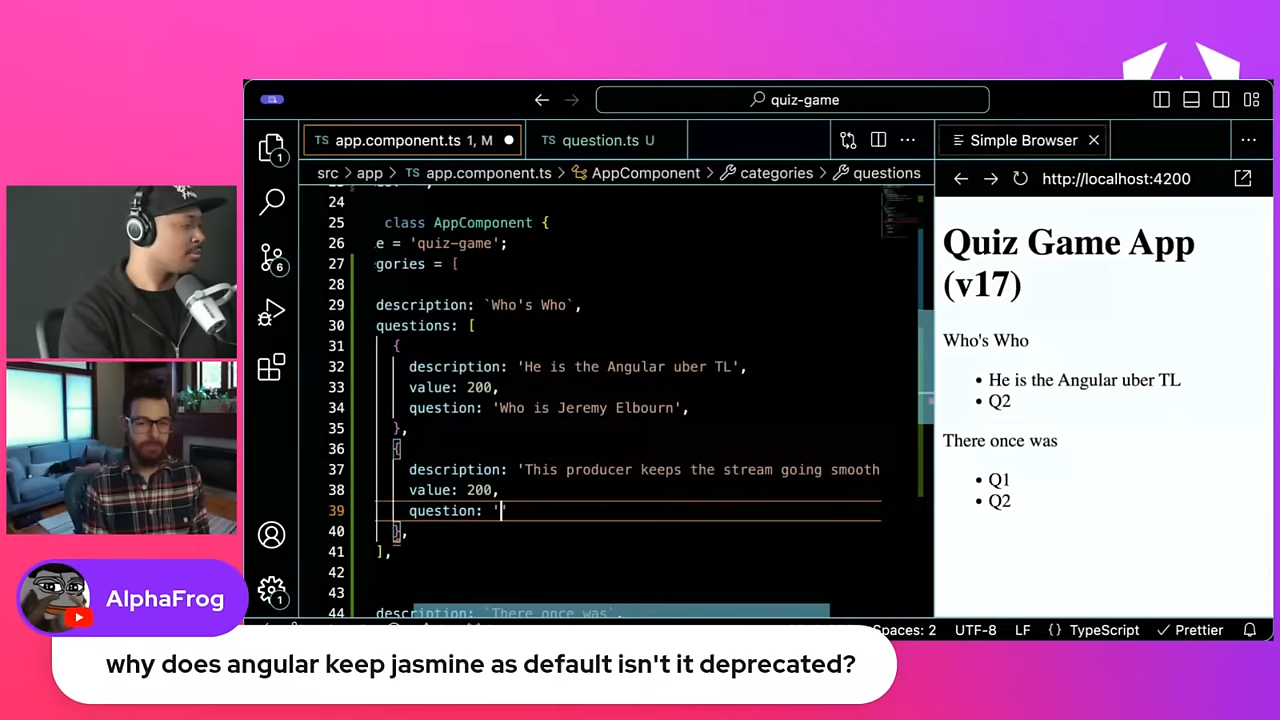 quiz-game
TS app.component.ts 1, M
TS question.ts U
Simple Browser
src > app > TS app.component.ts > AppComponent > categories > questions
http://localhost:4200
24
25 class AppComponent {
26 e = 'quiz-game';
27 gories = [
28
29 description: `Who's Who`,
30 questions: [
31 {
32 description: 'He is the Angular uber TL',
33 value: 200,
34 question: 'Who is Jeremy Elbourn',
35 },
36 {
37 description: 'This producer keeps the stream going smooth
38 value: 200,
39 question: ''
40 },
41 ],
42
43
44 description: `There once was`,
1
6
1
Quiz Game App
(v17)
Who's Who
• He is the Angular uber TL
• Q2
There once was
• Q1
• Q2
Spaces: 2 UTF-8 LF {} TypeScript Prettier
AlphaFrog
why does angular keep jasmine as default isn't it deprecated?